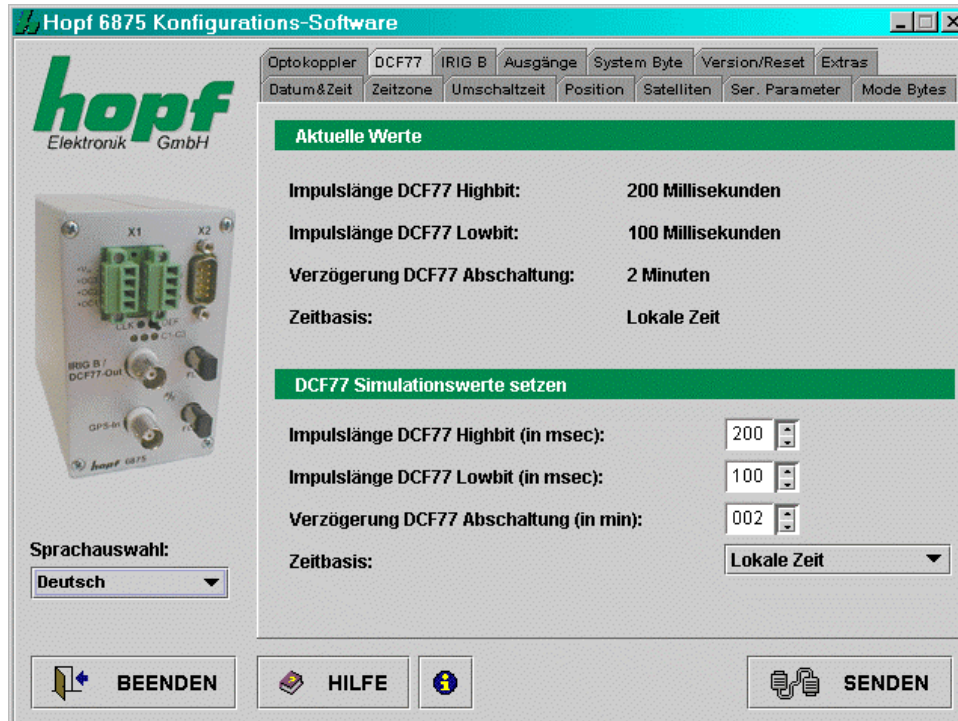 Hopf 6875 Konfigurations-Software
hopf
Elektronik GmbH
Optokoppler DCF77 IRIG B Ausgänge System Byte Version/Reset Extras
Datum&Zeit Zeitzone Umschaltzeit Position Satelliten Ser. Parameter Mode Bytes
Aktuelle Werte
Impulslänge DCF77 Highbit: 200 Millisekunden
Impulslänge DCF77 Lowbit: 100 Millisekunden
Verzögerung DCF77 Abschaltung: 2 Minuten
Zeitbasis: Lokale Zeit
DCF77 Simulationswerte setzen
Impulslänge DCF77 Highbit (in msec): 200
Impulslänge DCF77 Lowbit (in msec): 100
Verzögerung DCF77 Abschaltung (in min): 002
Zeitbasis: Lokale Zeit
X1 X2
CLK DCF
C1-C3
IRIG B /
DCF77-Out
GPS-In
hopf 6875
Sprachauswahl:
Deutsch
BEENDEN HILFE SENDEN